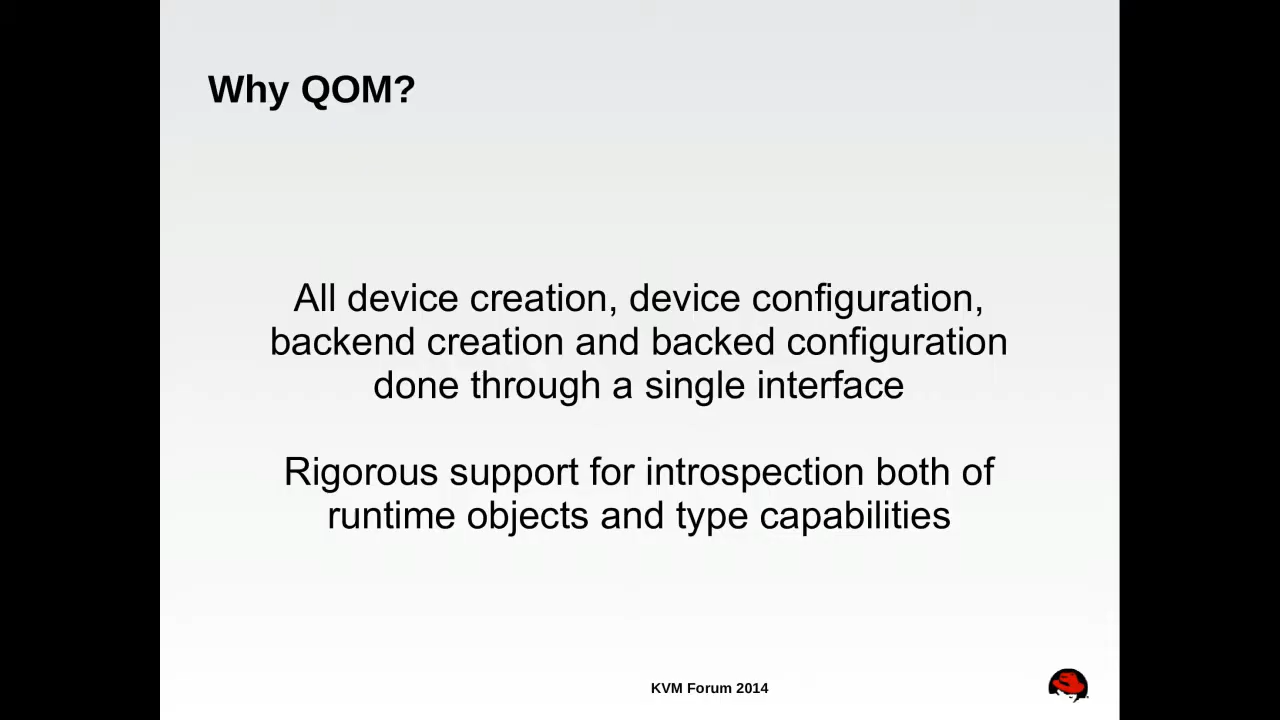 Why QOM?
All device creation, device configuration,
backend creation and backed configuration
done through a single interface
Rigorous support for introspection both of
runtime objects and type capabilities
KVM Forum 2014